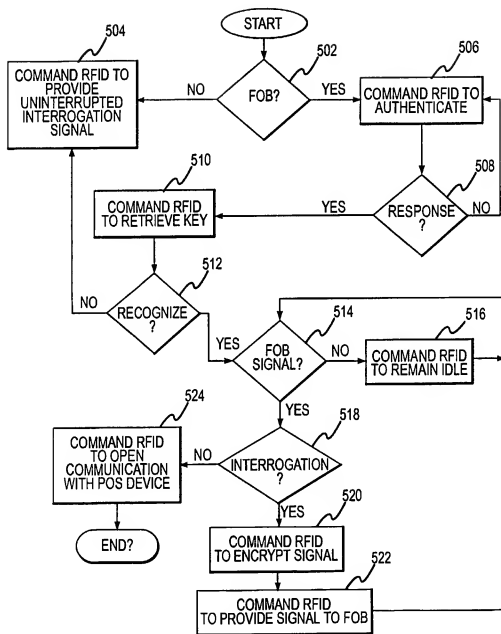 START
504
502
506
COMMAND RFID TO
PROVIDE
UNINTERRUPTED
INTERROGATION
SIGNAL
NO
FOB?
YES
COMMAND RFID TO
AUTHENTICATE
510
508
COMMAND RFID
TO RETRIEVE KEY
YES
RESPONSE
?
NO
512
NO
RECOGNIZE
?
YES
514
FOB
SIGNAL?
NO
516
COMMAND RFID
TO REMAIN IDLE
YES
524
COMMAND RFID
TO OPEN
COMMUNICATION
WITH POS DEVICE
NO
518
INTERROGATION
?
YES
END?
520
COMMAND RFID
TO ENCRYPT SIGNAL
522
COMMAND RFID
TO PROVIDE SIGNAL TO FOB